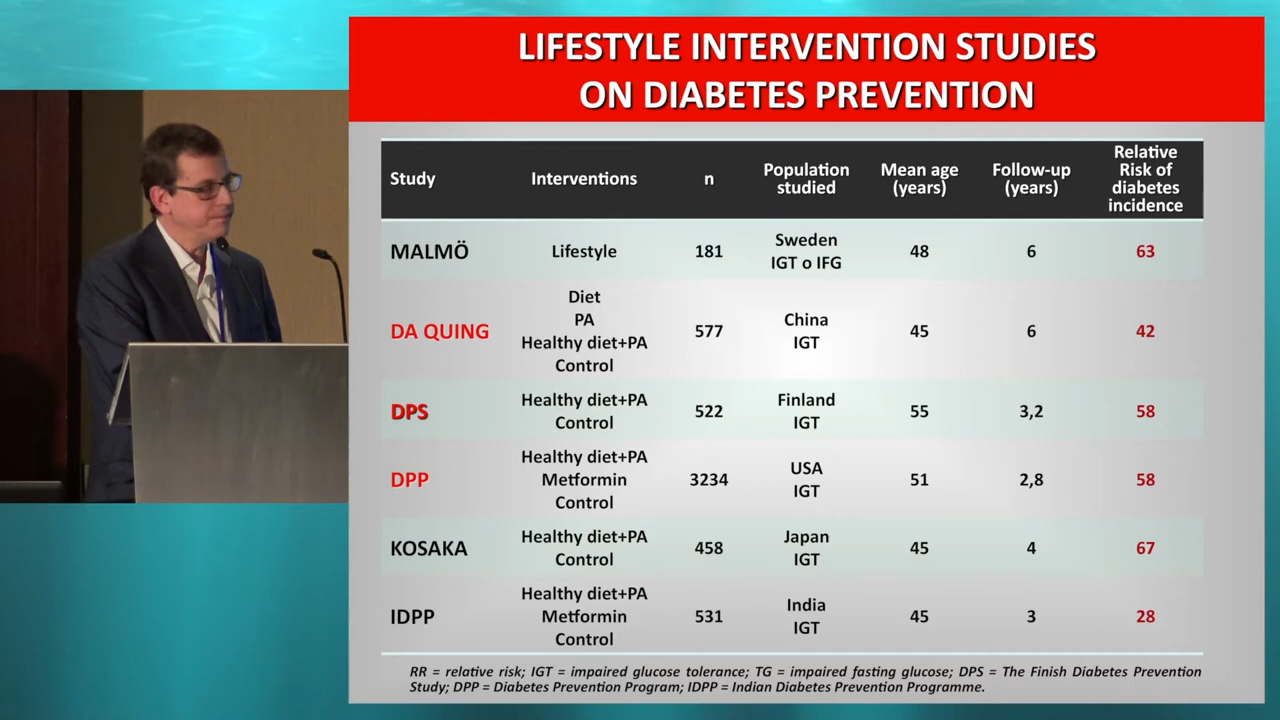 LIFESTYLE INTERVENTION STUDIES
ON DIABETES PREVENTION
Study Interventions n Population studied Mean age (years) Follow-up (years) Relative Risk of diabetes incidence
MALMÖ Lifestyle 181 Sweden IGT o IFG 48 6 63
DA QUING Diet PA Healthy diet+PA Control 577 China IGT 45 6 42
DPS Healthy diet+PA Control 522 Finland IGT 55 3,2 58
DPP Healthy diet+PA Metformin Control 3234 USA IGT 51 2,8 58
KOSAKA Healthy diet+PA Control 458 Japan IGT 45 4 67
IDPP Healthy diet+PA Metformin Control 531 India IGT 45 3 28
RR = relative risk; IGT = impaired glucose tolerance; TG = impaired fasting glucose; DPS = The Finish Diabetes Prevention
Study; DPP = Diabetes Prevention Program; IDPP = Indian Diabetes Prevention Programme.